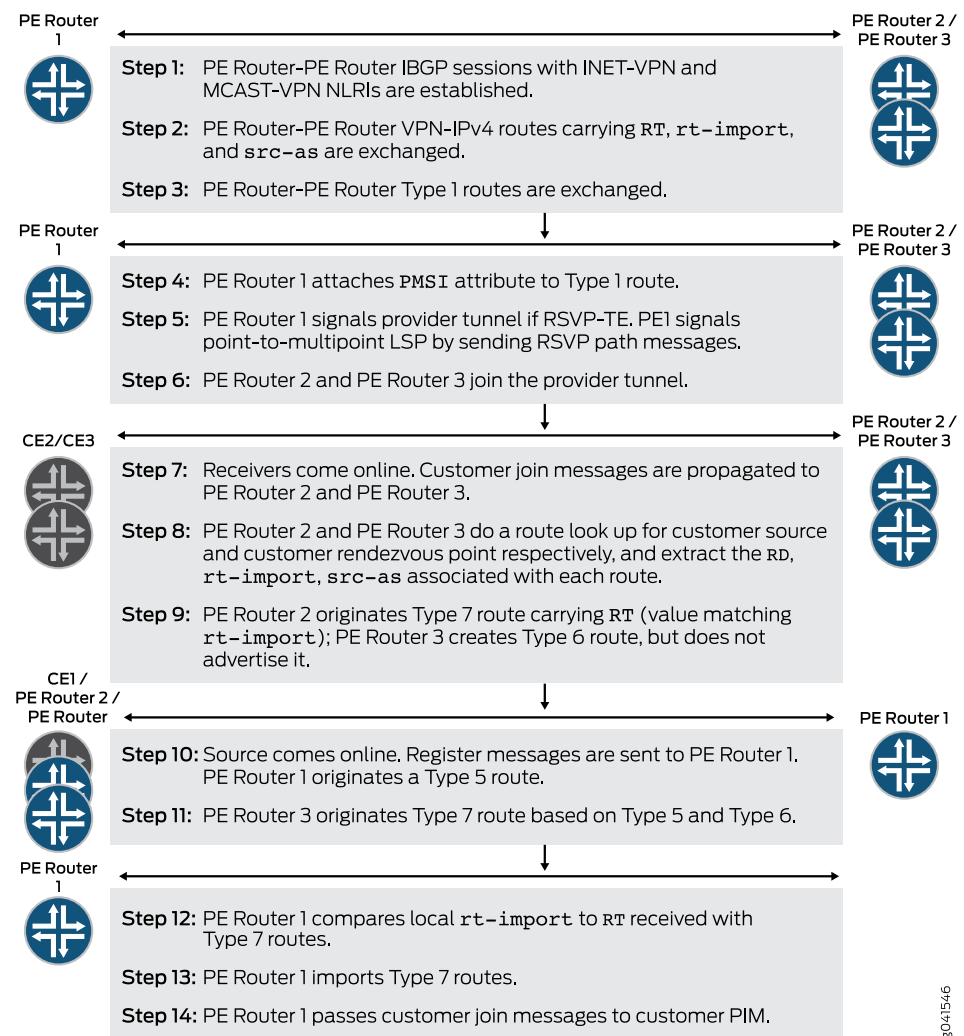 PE Router
1
PE Router 2 /
PE Router 3
Step 1: PE Router-PE Router IBGP sessions with INET-VPN and
MCAST-VPN NLRIs are established.
Step 2: PE Router-PE Router VPN-IPv4 routes carrying RT, rt-import,
and src-as are exchanged.
Step 3: PE Router-PE Router Type 1 routes are exchanged.
PE Router
1
PE Router 2 /
PE Router 3
Step 4: PE Router 1 attaches PMSI attribute to Type 1 route.
Step 5: PE Router 1 signals provider tunnel if RSVP-TE. PE1 signals
point-to-multipoint LSP by sending RSVP path messages.
Step 6: PE Router 2 and PE Router 3 join the provider tunnel.
CE2/CE3
PE Router 2 /
PE Router 3
Step 7: Receivers come online. Customer join messages are propagated to
PE Router 2 and PE Router 3.
Step 8: PE Router 2 and PE Router 3 do a route look up for customer source
and customer rendezvous point respectively, and extract the RD,
rt-import, src-as associated with each route.
Step 9: PE Router 2 originates Type 7 route carrying RT (value matching
rt-import); PE Router 3 creates Type 6 route, but does not
advertise it.
CE1 /
PE Router 2 /
PE Router
PE Router 1
Step 10: Source comes online. Register messages are sent to PE Router 1.
PE Router 1 originates a Type 5 route.
Step 11: PE Router 3 originates Type 7 route based on Type 5 and Type 6.
PE Router
1
Step 12: PE Router 1 compares local rt-import to RT received with
Type 7 routes.
Step 13: PE Router 1 imports Type 7 routes.
Step 14: PE Router 1 passes customer join messages to customer PIM.
g041546